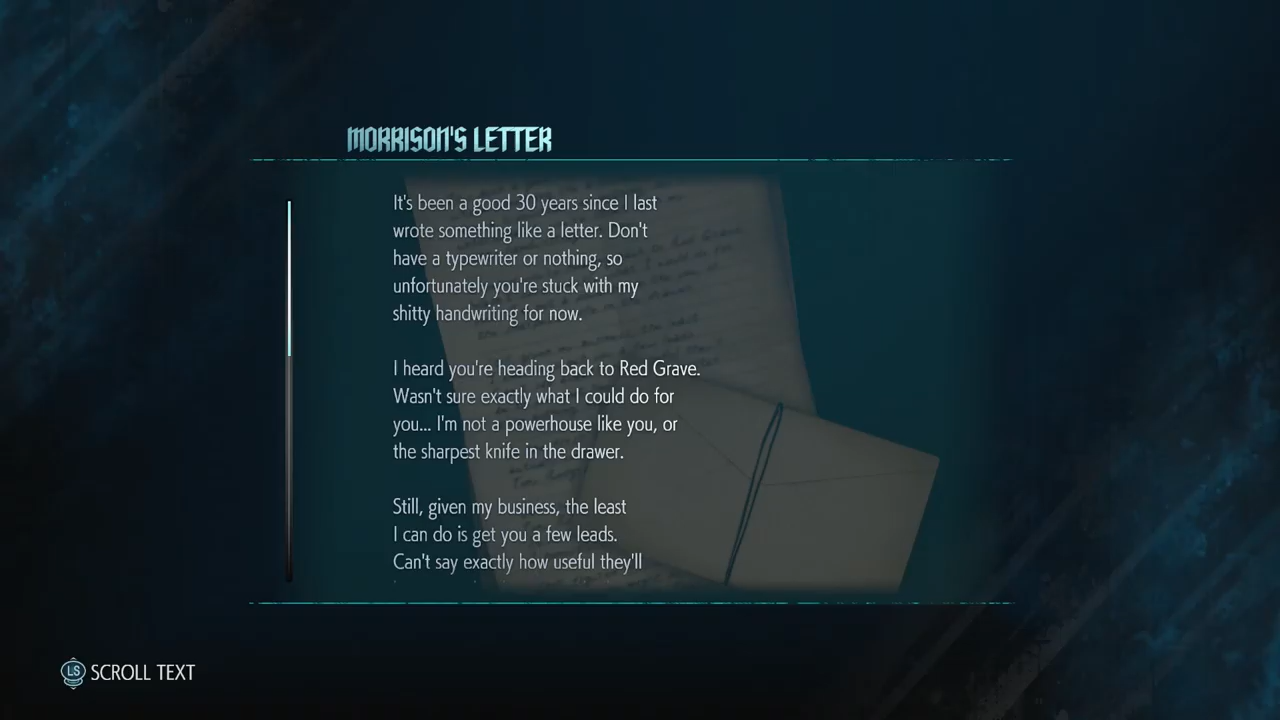 MORRISON'S LETTER
It's been a good 30 years since I last
wrote something like a letter. Don't
have a typewriter or nothing, so
unfortunately you're stuck with my
shitty handwriting for now.
I heard you're heading back to Red Grave.
Wasn't sure exactly what I could do for
you... I'm not a powerhouse like you, or
the sharpest knife in the drawer.
Still, given my business, the least
I can do is get you a few leads.
Can't say exactly how useful they'll
LS SCROLL TEXT